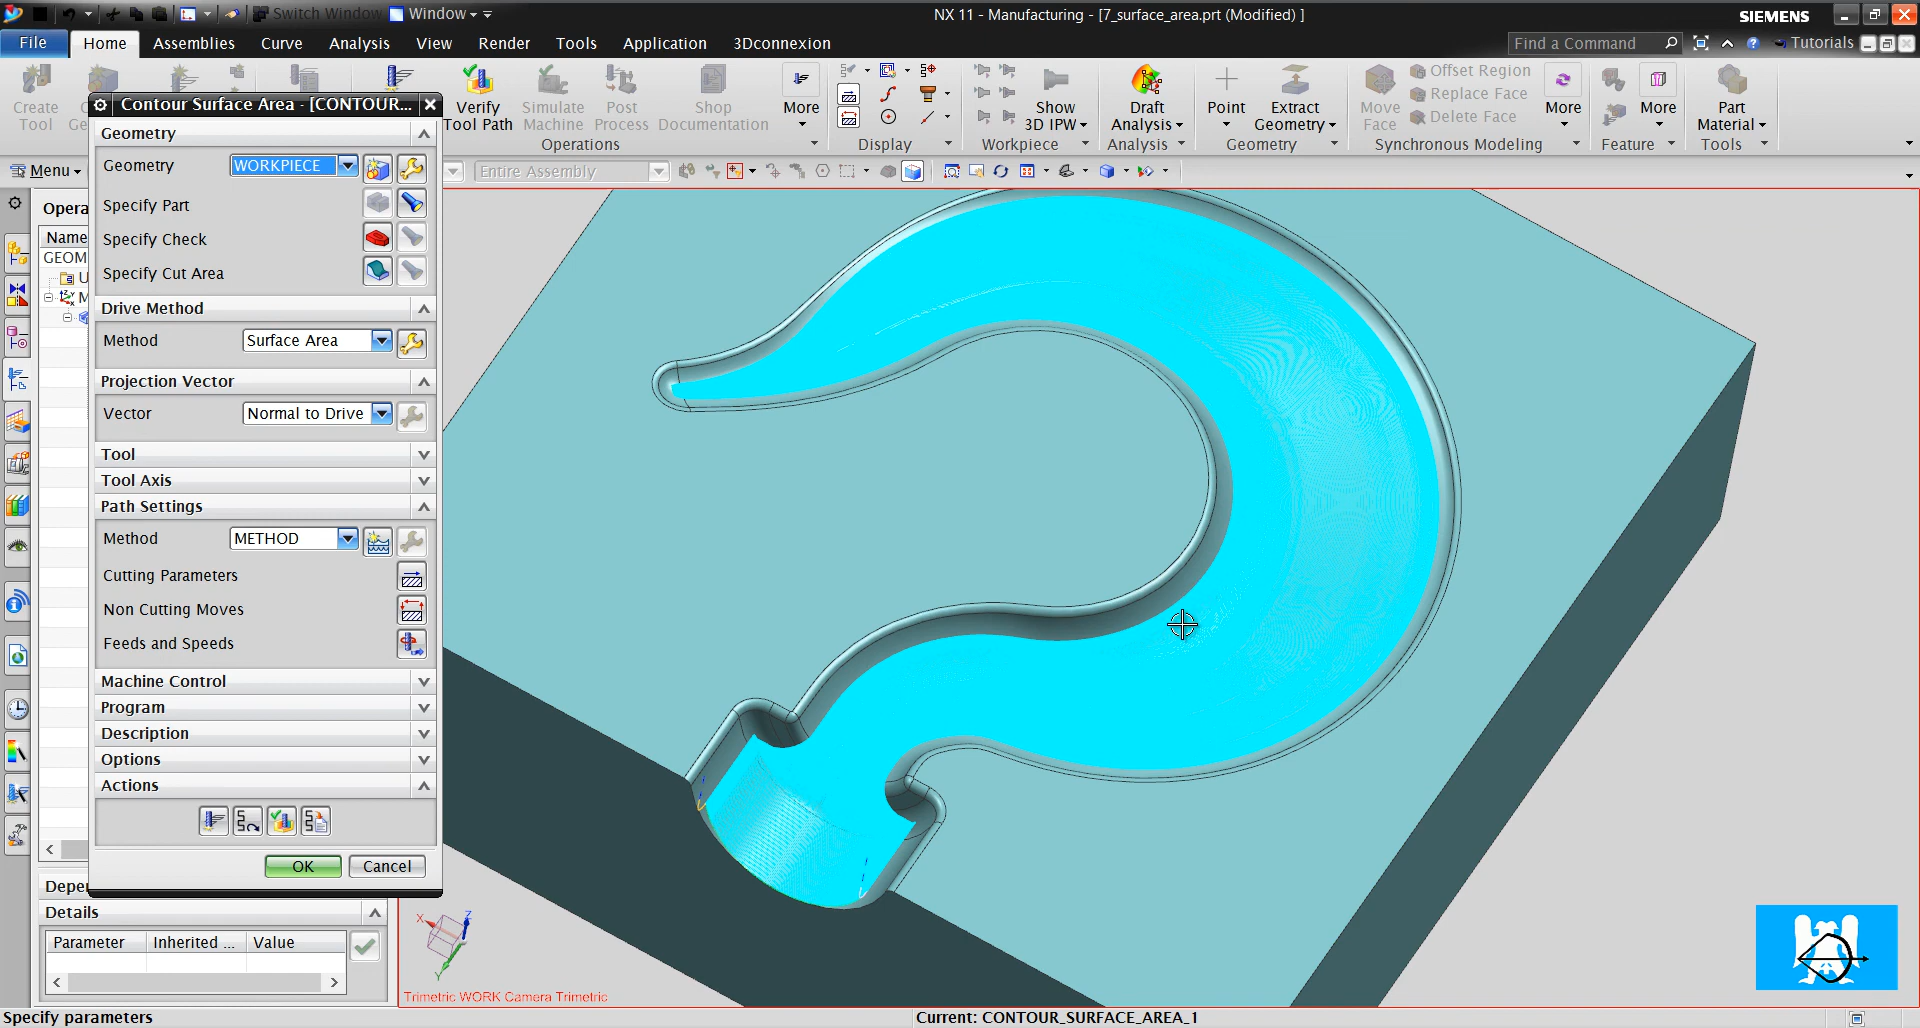 Switch Window
Window
NX 11 - Manufacturing - [7_surface_area.prt (Modified) ]
SIEMENS
File
Home
Assemblies
Curve
Analysis
View
Render
Tools
Application
3Dconnexion
Find a Command
Tutorials
Create
Tool
Verify
Tool Path
Simulate
Machine
Post
Process
Shop
Documentation
More
Operations
Display
Show
3D IPW
Workpiece
Draft
Analysis
Analysis
Point
Extract
Geometry
Geometry
Move
Face
Offset Region
Replace Face
Delete Face
More
Synchronous Modeling
More
Feature
Part
Material
Tools
Menu
Entire Assembly
Contour Surface Area - [CONTOUR...
Geometry
Geometry
WORKPIECE
Specify Part
Specify Check
Specify Cut Area
Drive Method
Method
Surface Area
Projection Vector
Vector
Normal to Drive
Tool
Tool Axis
Path Settings
Method
METHOD
Cutting Parameters
Non Cutting Moves
Feeds and Speeds
Machine Control
Program
Description
Options
Actions
OK
Cancel
Opera
Name
GEOM
Depe
Details
Parameter
Inherited ...
Value
X
Z
Y
Trimetric WORK Camera Trimetric
Specify parameters
Current: CONTOUR_SURFACE_AREA_1